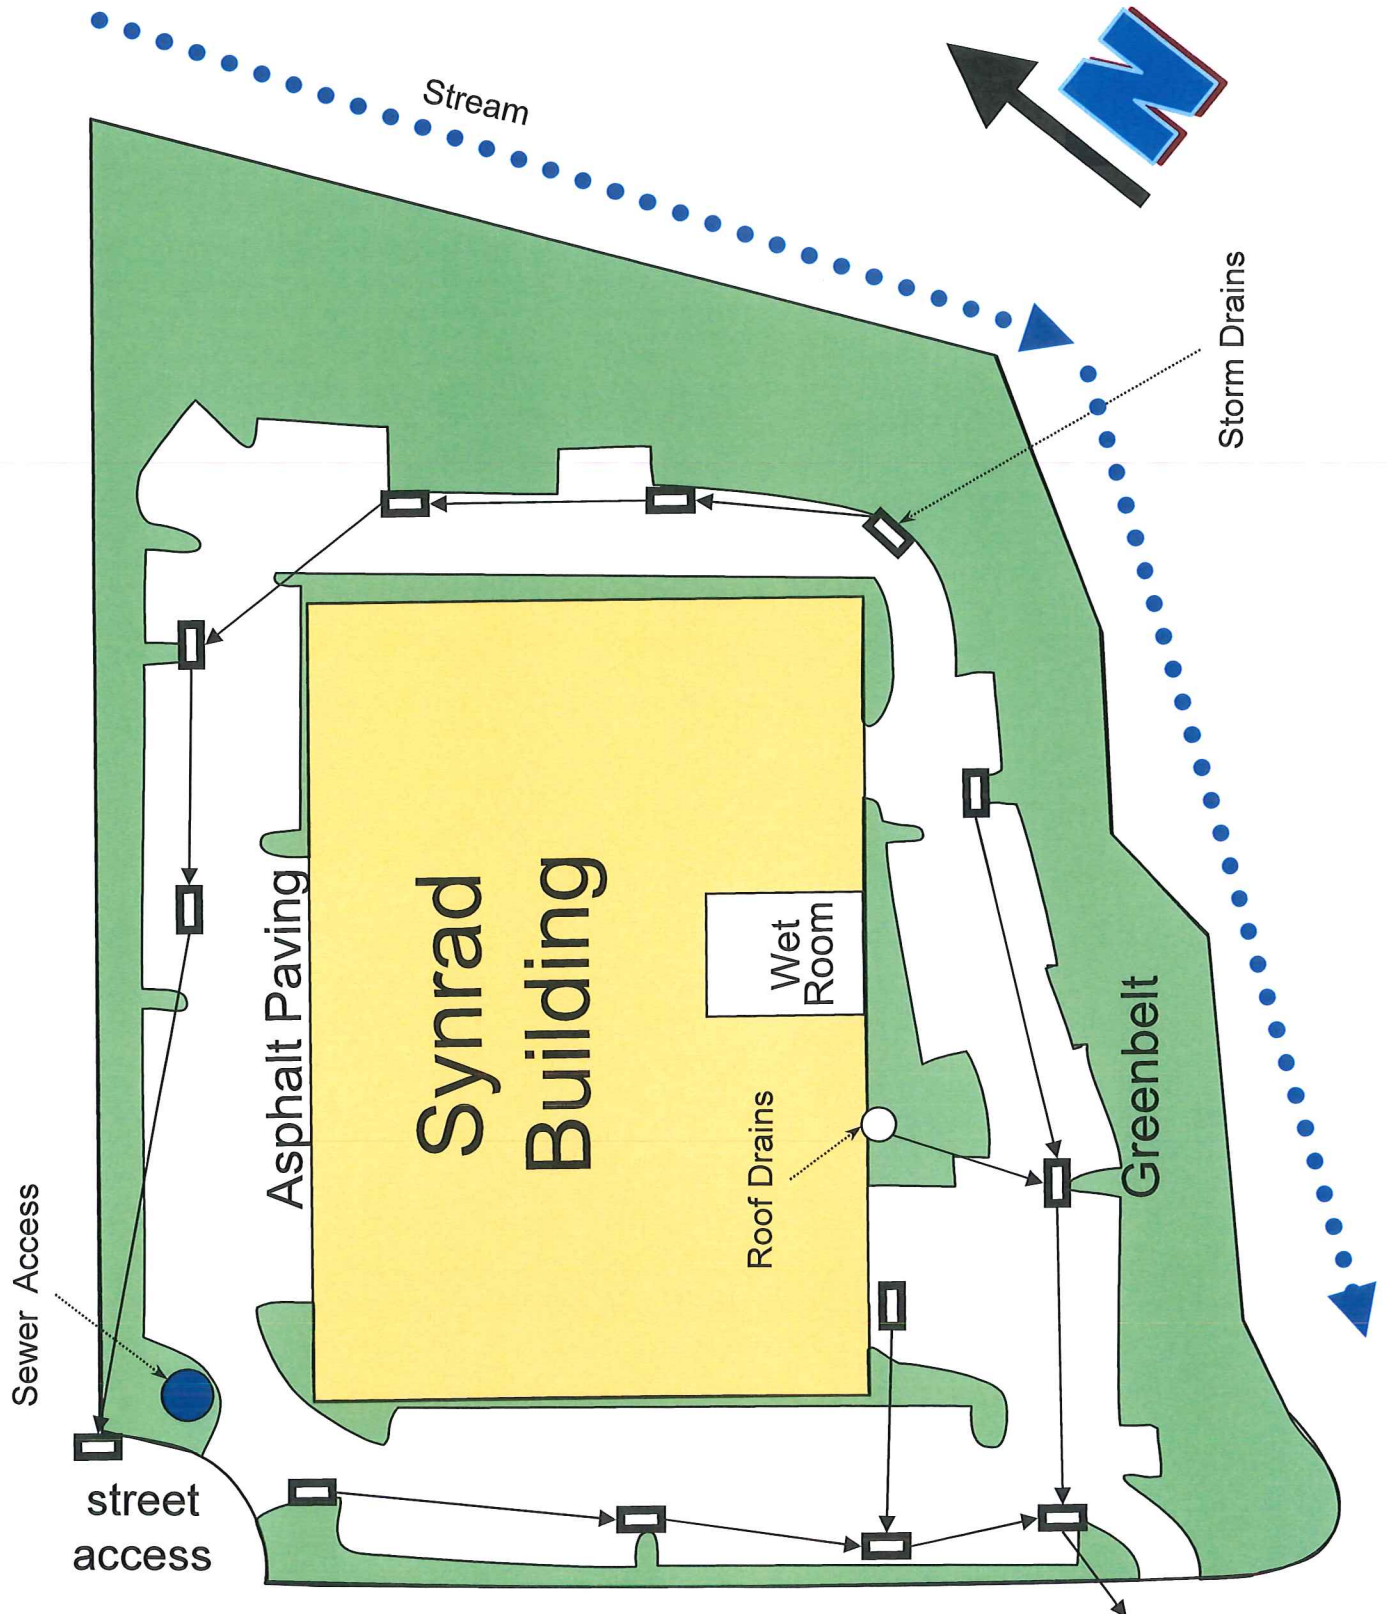 Stream
N
Storm Drains
Synrad
Building
Wet
Room
Asphalt Paving
Greenbelt
Roof Drains
Sewer Access
street
access